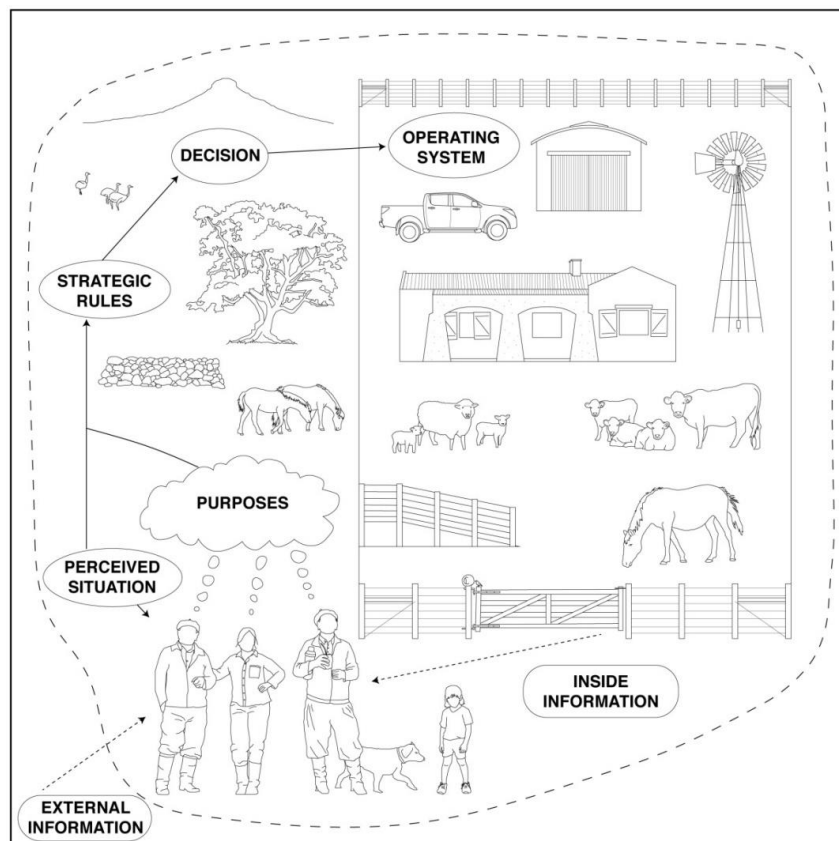 DECISION
OPERATING
SYSTEM
STRATEGIC
RULES
PURPOSES
PERCEIVED
SITUATION
INSIDE
INFORMATION
EXTERNAL
INFORMATION